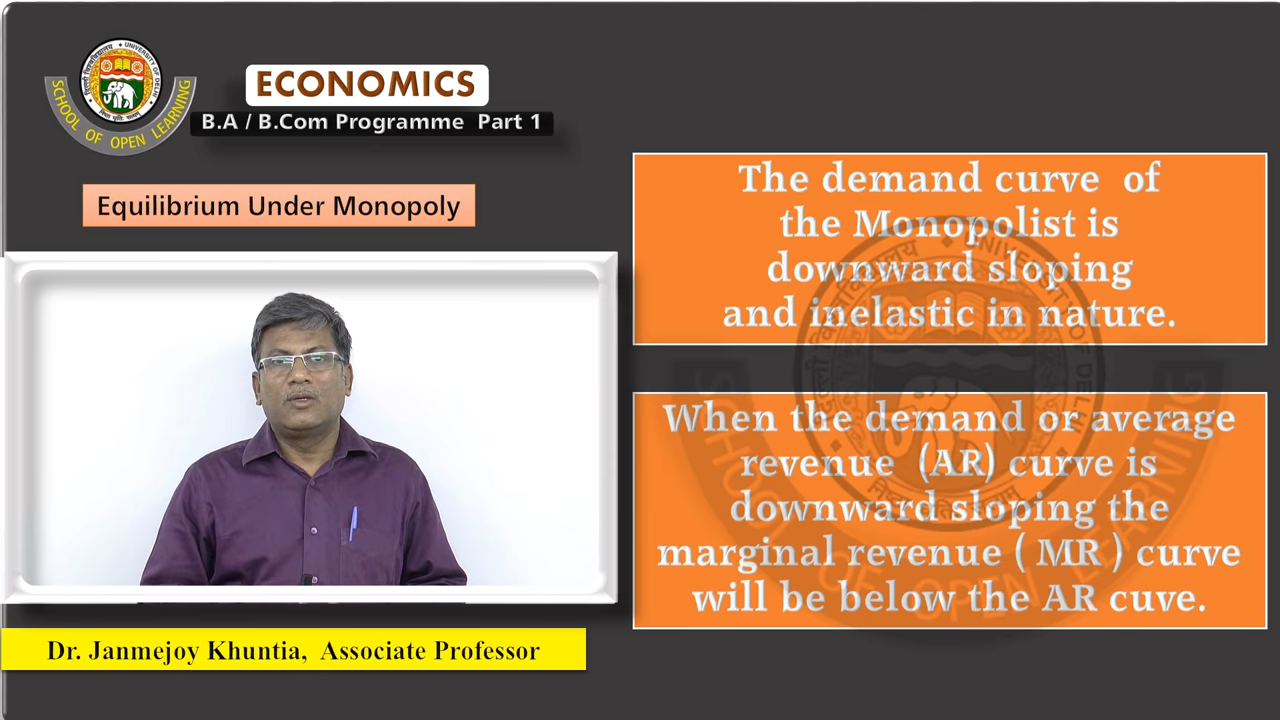 SCHOOL OF OPEN LEARNING
UNIVERSITY OF DELHI
ECONOMICS
B.A / B.Com Programme Part 1
Equilibrium Under Monopoly
Dr. Janmejoy Khuntia, Associate Professor
The demand curve of
the Monopolist is
downward sloping
and inelastic in nature.
When the demand or average
revenue (AR) curve is
downward sloping the
marginal revenue ( MR ) curve
will be below the AR cuve.